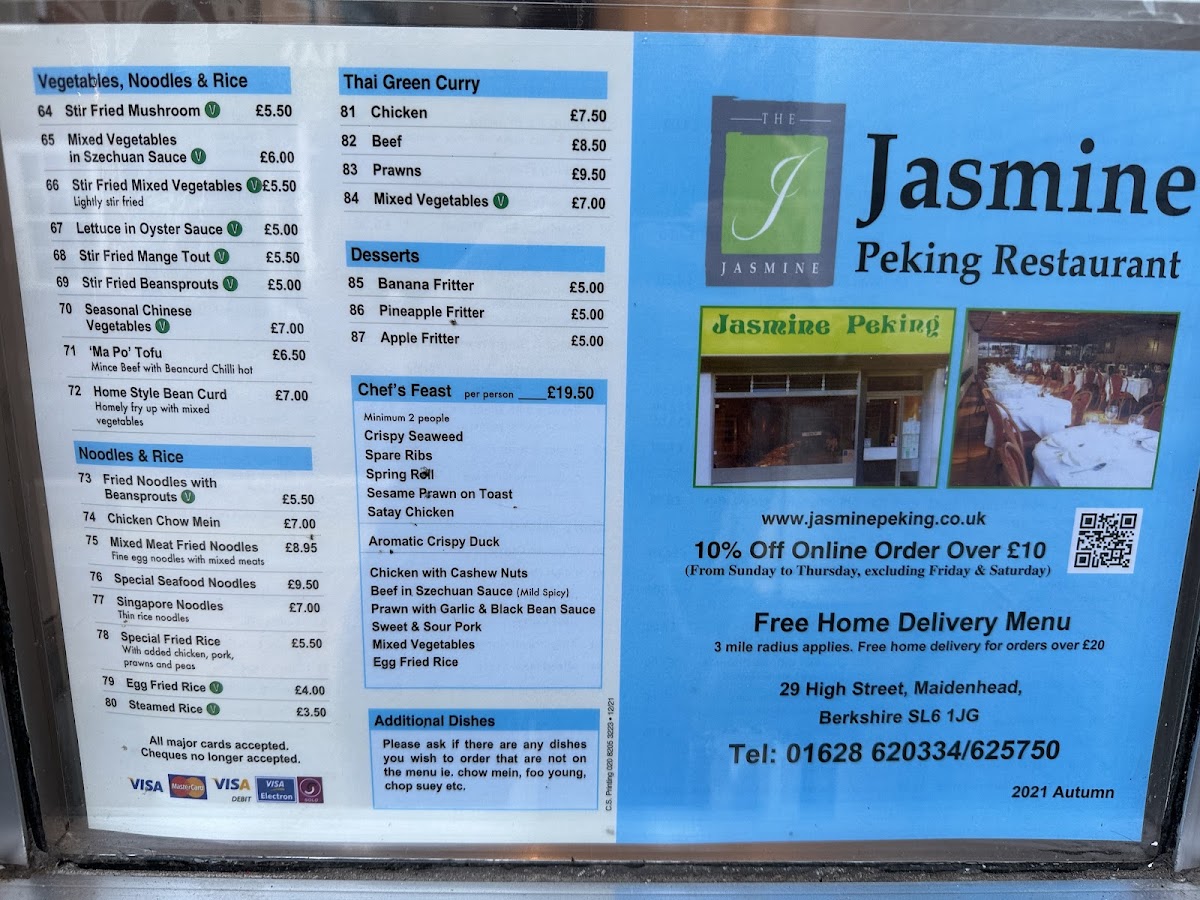 Vegetables, Noodles & Rice
64 Stir Fried Mushroom V £5.50
65 Mixed Vegetables
in Szechuan Sauce V £6.00
66 Stir Fried Mixed Vegetables V £5.50
Lightly stir fried
67 Lettuce in Oyster Sauce V £5.00
68 Stir Fried Mange Tout V £5.50
69 Stir Fried Beansprouts V £5.00
70 Seasonal Chinese
Vegetables V £7.00
71 ‘Ma Po’ Tofu £6.50
Mince Beef with Beancurd Chilli hot
72 Home Style Bean Curd £7.00
Homely fry up with mixed
vegetables
Noodles & Rice
73 Fried Noodles with
Beansprouts V £5.50
74 Chicken Chow Mein £7.00
75 Mixed Meat Fried Noodles £8.95
Fine egg noodles with mixed meats
76 Special Seafood Noodles £9.50
77 Singapore Noodles £7.00
Thin rice noodles
78 Special Fried Rice £5.50
With added chicken, pork,
prawns and peas
79 Egg Fried Rice V £4.00
80 Steamed Rice V £3.50
All major cards accepted.
Cheques no longer accepted.
VISA MasterCard VISA DEBIT VISA Electron SOLO
Thai Green Curry
81 Chicken £7.50
82 Beef £8.50
83 Prawns £9.50
84 Mixed Vegetables V £7.00
Desserts
85 Banana Fritter £5.00
86 Pineapple Fritter £5.00
87 Apple Fritter £5.00
Chef’s Feast per person ____£19.50
Minimum 2 people
Crispy Seaweed
Spare Ribs
Spring Roll
Sesame Prawn on Toast
Satay Chicken
Aromatic Crispy Duck
Chicken with Cashew Nuts
Beef in Szechuan Sauce (Mild Spicy)
Prawn with Garlic & Black Bean Sauce
Sweet & Sour Pork
Mixed Vegetables
Egg Fried Rice
Additional Dishes
Please ask if there are any dishes
you wish to order that are not on
the menu ie. chow mein, foo young,
chop suey etc.
C.S. Printing 020 8205 3223 • 12/21
THE
J
JASMINE
Jasmine
Peking Restaurant
Jasmine Peking
www.jasminepeking.co.uk
10% Off Online Order Over £10
(From Sunday to Thursday, excluding Friday & Saturday)
Free Home Delivery Menu
3 mile radius applies. Free home delivery for orders over £20
29 High Street, Maidenhead,
Berkshire SL6 1JG
Tel: 01628 620334/625750
2021 Autumn